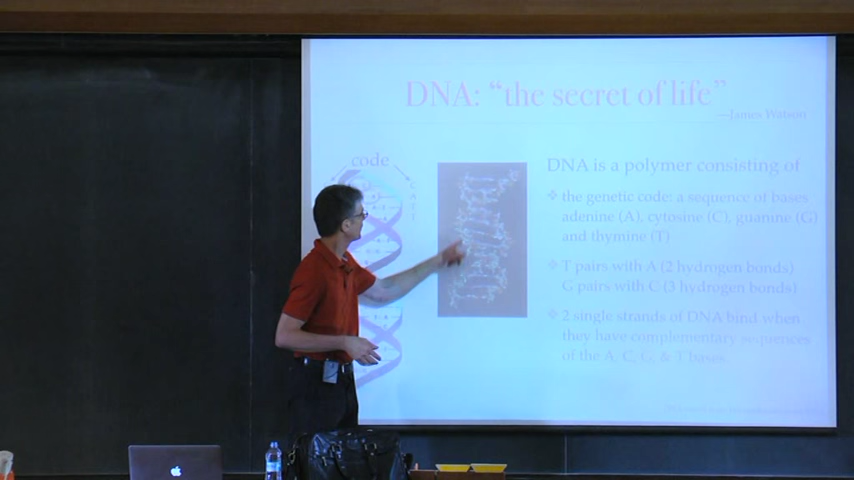 DNA: “the secret of life”
—James Watson
code
DNA is a polymer consisting of
❖ the genetic code: a sequence of bases
adenine (A), cytosine (C), guanine (G)
and thymine (T)
❖ T pairs with A (2 hydrogen bonds)
G pairs with C (3 hydrogen bonds)
❖ 2 single strands of DNA bind when
they have complementary sequences
of the A, C, G, & T bases